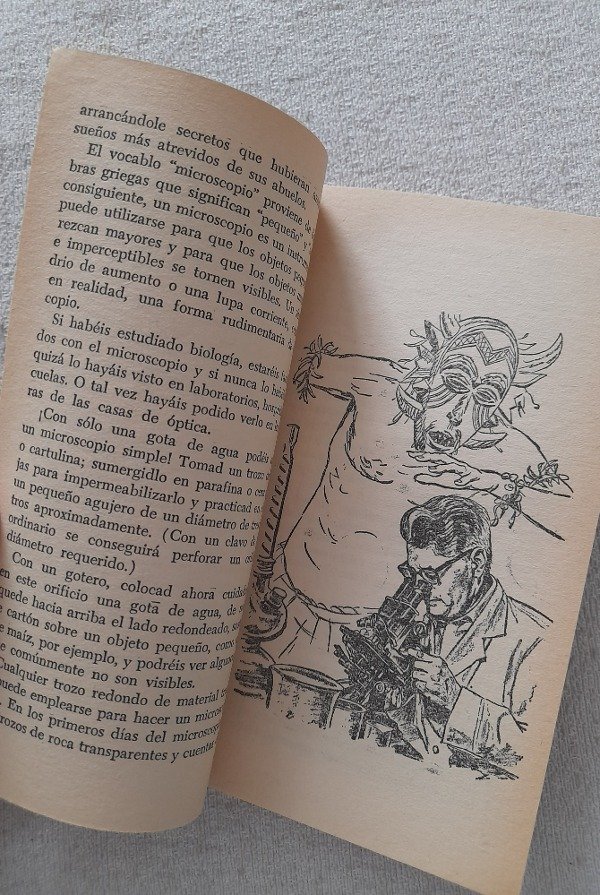 arrancándole secretos que hubieran
sueños más atrevidos de sus abuelos.
El vocablo "microscopio" proviene de
bras griegas que significan "pequeño" y
consiguiente, un microscopio es un
puede utilizarse para que los objetos
rezcan mayores y para que los objetos
e imperceptibles se tornen visibles. Un
drio de aumento o una lupa corriente,
en realidad, una forma rudimentaria
copio.
Si habéis estudiado biología, estaréis
dos con el microscopio y si nunca lo
quizá lo hayáis visto en laboratorios,
cuelas. O tal vez hayáis podido verlo en
ras de las casas de óptica.
¡Con sólo una gota de agua podéis
un microscopio simple! Tomad un trozo
o cartulina; sumergidlo en parafina o
jas para impermeabilizarlo y practicad
un pequeño agujero de un diámetro de
tros aproximadamente. (Con un clavo
ordinario se conseguirá perforar un
diámetro requerido.)
Con un gotero, colocad ahora
en este orificio una gota de agua, de
quede hacia arriba el lado redondeado,
cartón sobre un objeto pequeño, como
maíz, por ejemplo, y podréis ver
comúnmente no son visibles.
Cualquier trozo redondo de material
puede emplearse para hacer un
En los primeros días del
rozos de roca transparentes y